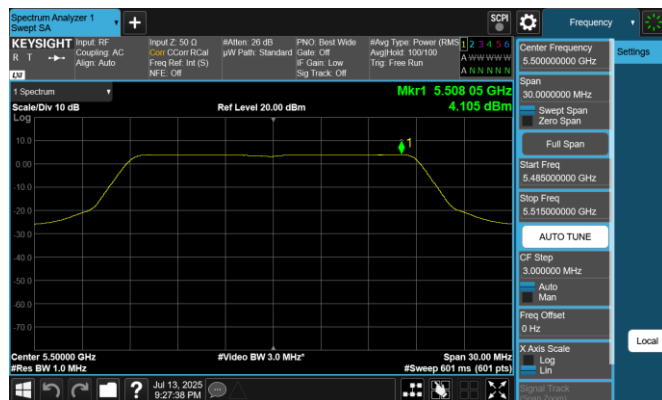 Spectrum Analyzer 1
Swept SA
SCPI
Frequency
KEYSIGHT
R T
LXI
Input: RF
Coupling: AC
Align: Auto
Input Z: 50 Ω
Corr CCorr RCal
Freq Ref: Int (S)
NFE: Off
#Atten: 26 dB
µW Path: Standard
PNO: Best Wide
Gate: Off
IF Gain: Low
Sig Track: Off
#Avg Type: Power (RMS
Avg|Hold: 100/100
Trig: Free Run
1 2 3 4 5 6
A W W W W W
A N N N N N
1 Spectrum
Scale/Div 10 dB
Log
Ref Level 20.00 dBm
Mkr1 5.508 05 GHz
4.105 dBm
1
10.0
0.00
-10.0
-20.0
-30.0
-40.0
-50.0
-60.0
-70.0
Center 5.50000 GHz
#Res BW 1.0 MHz
#Video BW 3.0 MHz*
Span 30.00 MHz
#Sweep 601 ms (601 pts)
Jul 13, 2025
9:27:38 PM
?
Center Frequency
5.500000000 GHz
Span
30.0000000 MHz
Swept Span
Zero Span
Full Span
Start Freq
5.485000000 GHz
Stop Freq
5.515000000 GHz
AUTO TUNE
CF Step
3.000000 MHz
Auto
Man
Freq Offset
0 Hz
X Axis Scale
Log
Lin
Signal Track
(Span Zoom)
Settings
Local